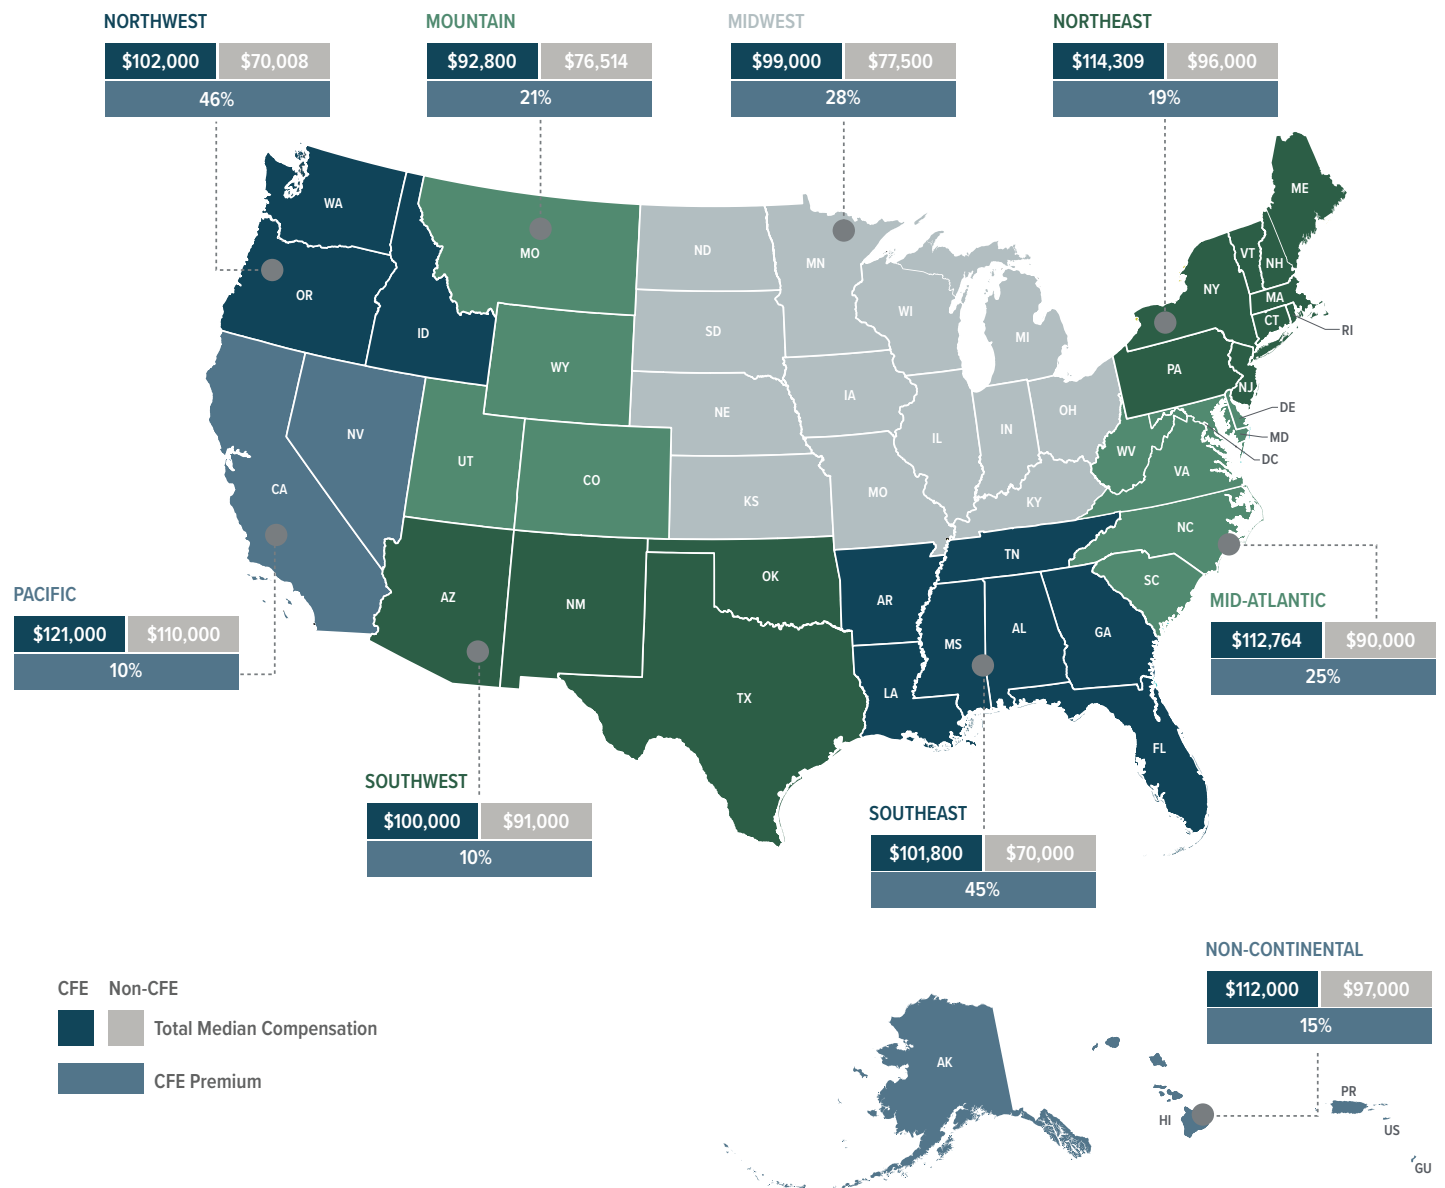 NORTHWEST
$102,000 $70,008
46%
MOUNTAIN
$92,800 $76,514
21%
MIDWEST
$99,000 $77,500
28%
NORTHEAST
$114,309 $96,000
19%
WA
OR
ID
MO
WY
ND
SD
NE
KS
MN
IA
MO
WI
IL
MI
IN
OH
KY
ME
VT
NH
NY
MA
CT
RI
PA
NJ
DE
MD
DC
WV
VA
NC
SC
NV
CA
UT
CO
AZ
NM
OK
TX
AR
LA
TN
MS
AL
GA
FL
PACIFIC
$121,000 $110,000
10%
MID-ATLANTIC
$112,764 $90,000
25%
SOUTHWEST
$100,000 $91,000
10%
SOUTHEAST
$101,800 $70,000
45%
NON-CONTINENTAL
$112,000 $97,000
15%
AK
HI
PR
US
GU
CFE Non-CFE
Total Median Compensation
CFE Premium